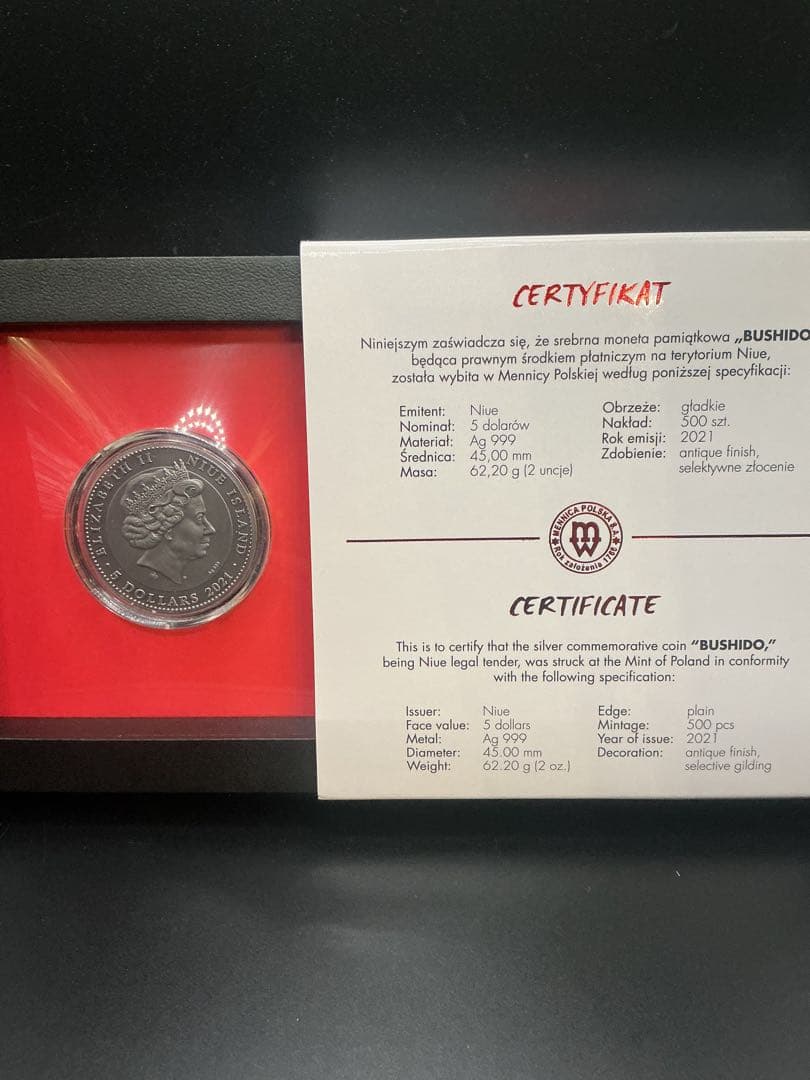 ELIZABETH II
NIUE ISLAND
5 DOLLARS 2021
CERTYFIKAT
Niniejszym zaświadcza się, że srebrna moneta pamiątkowa „BUSHIDO
będąca prawnym środkiem płatniczym na terytorium Niue,
została wybita w Mennicy Polskiej według poniższej specyfikacji:
Emitent: Niue
Nominał: 5 dolarów
Materiał: Ag 999
Średnica: 45,00 mm
Masa: 62,20 g (2 uncje)
Obrzeże: gładkie
Nakład: 500 szt.
Rok emisji: 2021
Zdobienie: antique finish,
selektywne złocenie
MENNICA POLSKA S.A.
Rok założenia 1766
MW
CERTIFICATE
This is to certify that the silver commemorative coin "BUSHIDO,"
being Niue legal tender, was struck at the Mint of Poland in conformity
with the following specification:
Issuer: Niue
Face value: 5 dollars
Metal: Ag 999
Diameter: 45.00 mm
Weight: 62.20 g (2 oz.)
Edge: plain
Mintage: 500 pcs
Year of issue: 2021
Decoration: antique finish,
selective gilding